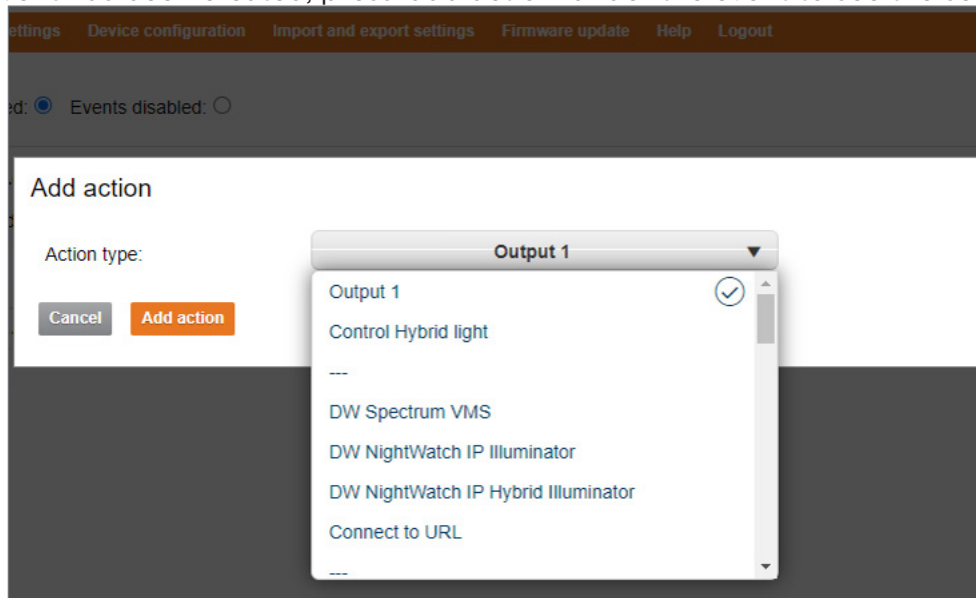 ettings Device configuration Import and export settings Firmware update Help Logout
ed: Events disabled:
Add action
Action type:
Output 1
Output 1
Control Hybrid light
---
DW Spectrum VMS
DW NightWatch IP Illuminator
DW NightWatch IP Hybrid Illuminator
Connect to URL
---
Cancel Add action